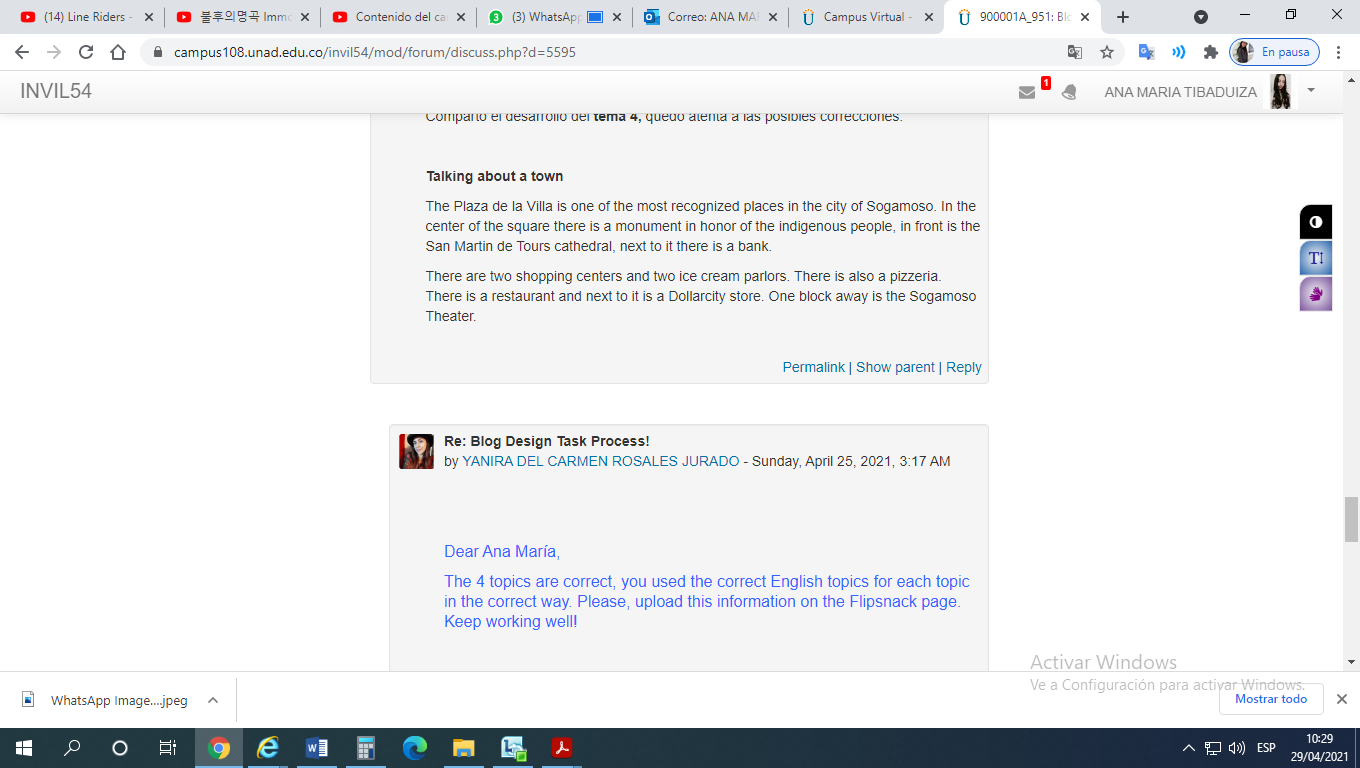 (14) Line Riders -
불후의명곡 Immo
Contenido del ca
(3) WhatsApp
Correo: ANA MAR
Campus Virtual -
900001A_951: Blo
campus108.unad.edu.co/invil54/mod/forum/discuss.php?d=5595
En pausa
INVIL54
1
ANA MARIA TIBADUIZA
Comparto el desarrollo del tema 4, quedo atenta a las posibles correcciones.
Talking about a town
The Plaza de la Villa is one of the most recognized places in the city of Sogamoso. In the
center of the square there is a monument in honor of the indigenous people, in front is the
San Martin de Tours cathedral, next to it there is a bank.
There are two shopping centers and two ice cream parlors. There is also a pizzeria.
There is a restaurant and next to it is a Dollarcity store. One block away is the Sogamoso
Theater.
Permalink | Show parent | Reply
Re: Blog Design Task Process!
by YANIRA DEL CARMEN ROSALES JURADO - Sunday, April 25, 2021, 3:17 AM
Dear Ana María,
The 4 topics are correct, you used the correct English topics for each topic
in the correct way. Please, upload this information on the Flipsnack page.
Keep working well!
Activar Windows
Ve a Configuración para activar Windows.
WhatsApp Image....jpeg
Mostrar todo
ESP
10:29
29/04/2021